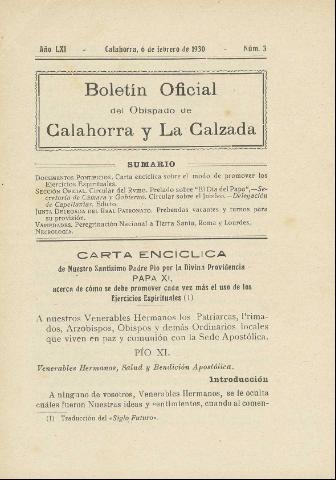 Año LXI - Calahorra, 6 de febrero de 1930 - Núm. 3
Boletín Oficial
del Obispado de
Calahorra y La Calzada
SUMARIO
DOCUMENTOS PONTIFICIOS. Carta encíclica sobre el modo de promover los
Ejercicios Espirituales.
SECCIÓN OFICIAL. Circular del Rvmo. Prelado sobre "El Día del Papa",—Se-
cretaría de Cámara y Gobierno. Circular sobre el Jubileo.—Delegación
de Capellanías. Edicto.
JUNTA DELEGADA DEL REAL PATRONATO. Prebendas vacantes y turnos para
su provisión.
VARIEDADES. Peregrinación Nacional a Tierra Santa, Roma y Lourdes.
NECROLOGÍA.
CARTA ENCICLICA
de Nuestro Santísimo Padre Pío por la Divina Providencia
PAPA XI,
acerca de cómo se debe promover cada vez más el uso de los
Ejercicios Espirituales (1)
A nuestros Venerables Hermanos los Patriarcas, Prima-
dos, Arzobispos, Obispos y demás Ordinarios locales
que viven en paz y comunión con la Sede Apostólica.
PÍO XI.
Venerables Hermanos, Salud y Bendición Apostólica.
Introducción
A ninguno de vosotros, Venerables Hermanos, se le oculta
cuáles fueron Nuestras ideas y sentimientos, cuando al comen-
(1) Traducción del «Siglo Futuro».